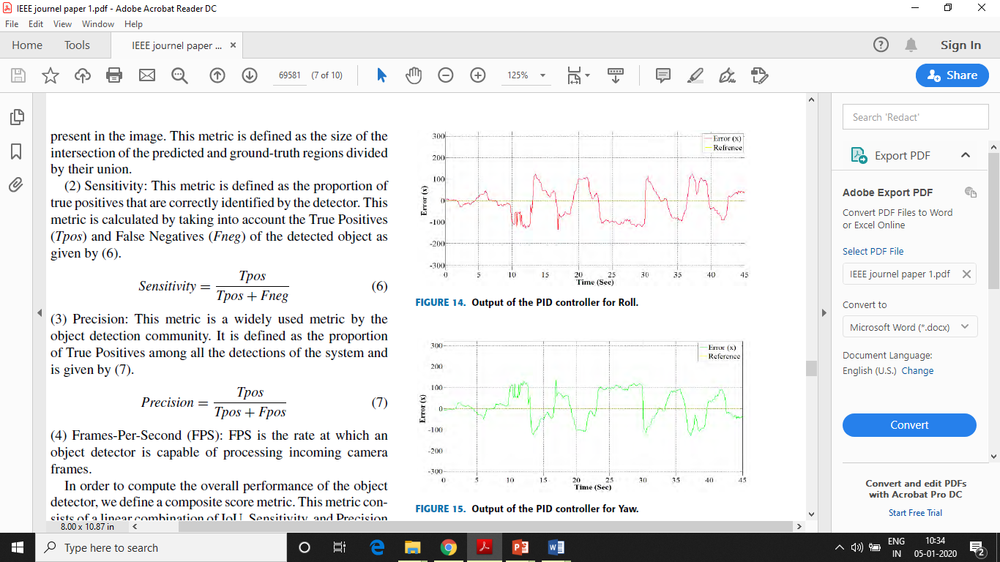 IEEE journel paper 1.pdf - Adobe Acrobat Reader DC
File Edit View Window Help
Home Tools IEEE journel paper ... ×
Sign In
69581 (7 of 10) 125%
Share
present in the image. This metric is defined as the size of the
intersection of the predicted and ground-truth regions divided
by their union.
(2) Sensitivity: This metric is defined as the proportion of
true positives that are correctly identified by the detector. This
metric is calculated by taking into account the True Positives
(Tpos) and False Negatives (Fneg) of the detected object as
given by (6).
Sensitivity = Tpos / Tpos + Fneg (6)
(3) Precision: This metric is a widely used metric by the
object detection community. It is defined as the proportion
of True Positives among all the detections of the system and
is given by (7).
Precision = Tpos / Tpos + Fpos (7)
(4) Frames-Per-Second (FPS): FPS is the rate at which an
object detector is capable of processing incoming camera
frames.
In order to compute the overall performance of the object
detector, we define a composite score metric. This metric con-
sists of a linear combination of IoU, Sensitivity, and Precision
8.00 x 10.87 in
Error (x)
Refrence
300
200
100
0
-100
-200
-300
Error (x)
0 5 10 15 20 25 30 35 40 45
Time (Sec)
FIGURE 14. Output of the PID controller for Roll.
Error (x)
Reference
300
200
100
0
-100
-200
-300
Error (x)
0 5 10 15 20 25 30 35 40 45
Time (Sec)
FIGURE 15. Output of the PID controller for Yaw.
Search 'Redact'
Export PDF
Adobe Export PDF
Convert PDF Files to Word
or Excel Online
Select PDF File
IEEE journel paper 1.pdf
Convert to
Microsoft Word (*.docx)
Document Language:
English (U.S.) Change
Convert
Convert and edit PDFs
with Acrobat Pro DC
Start Free Trial
Type here to search
ENG
IN
10:34
05-01-2020
2